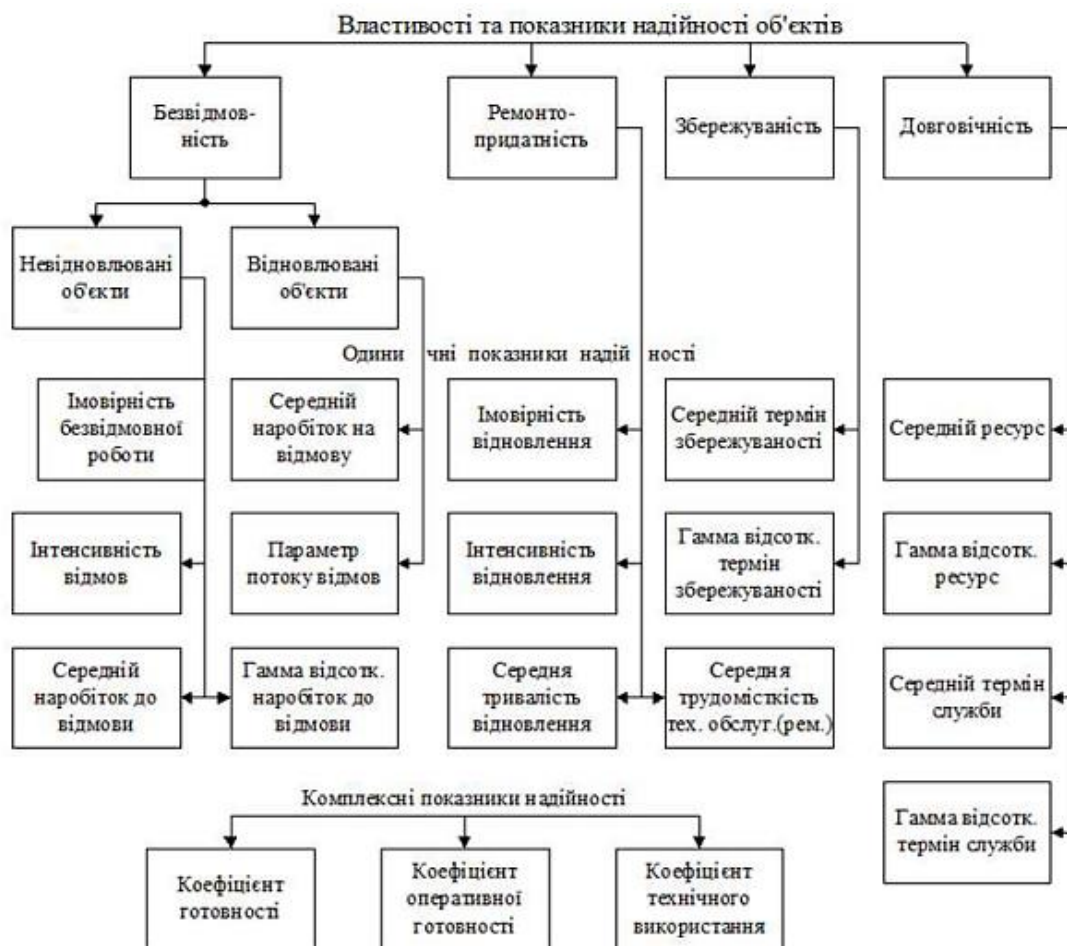 Властивості та показники надійності об'єктів
Безвідмов-
ність
Ремонто-
придатність
Збережуваність
Довговічність
Невідновлювані
об'єкти
Відновлювані
об'єкти
Одини чні показники надій ності
Імовірність
безвідмовної
роботи
Середній
наробіток на
відмову
Імовірність
відновлення
Середній термін
збережуваності
Середній ресурс
Інтенсивність
відмов
Параметр
потоку відмов
Інтенсивність
відновлення
Гамма відсотк.
термін
збережуваності
Гамма відсотк.
ресурс
Середній
наробіток до
відмови
Гамма відсотк.
наробіток до
відмови
Середня
тривалість
відновлення
Середня
трудомісткість
тех. обслуг.(рем.)
Середній термін
служби
Гамма відсотк.
термін служби
Комплексні показники надійності
Коефіцієнт
готовності
Коефіцієнт
оперативної
готовності
Коефіцієнт
технічного
використання